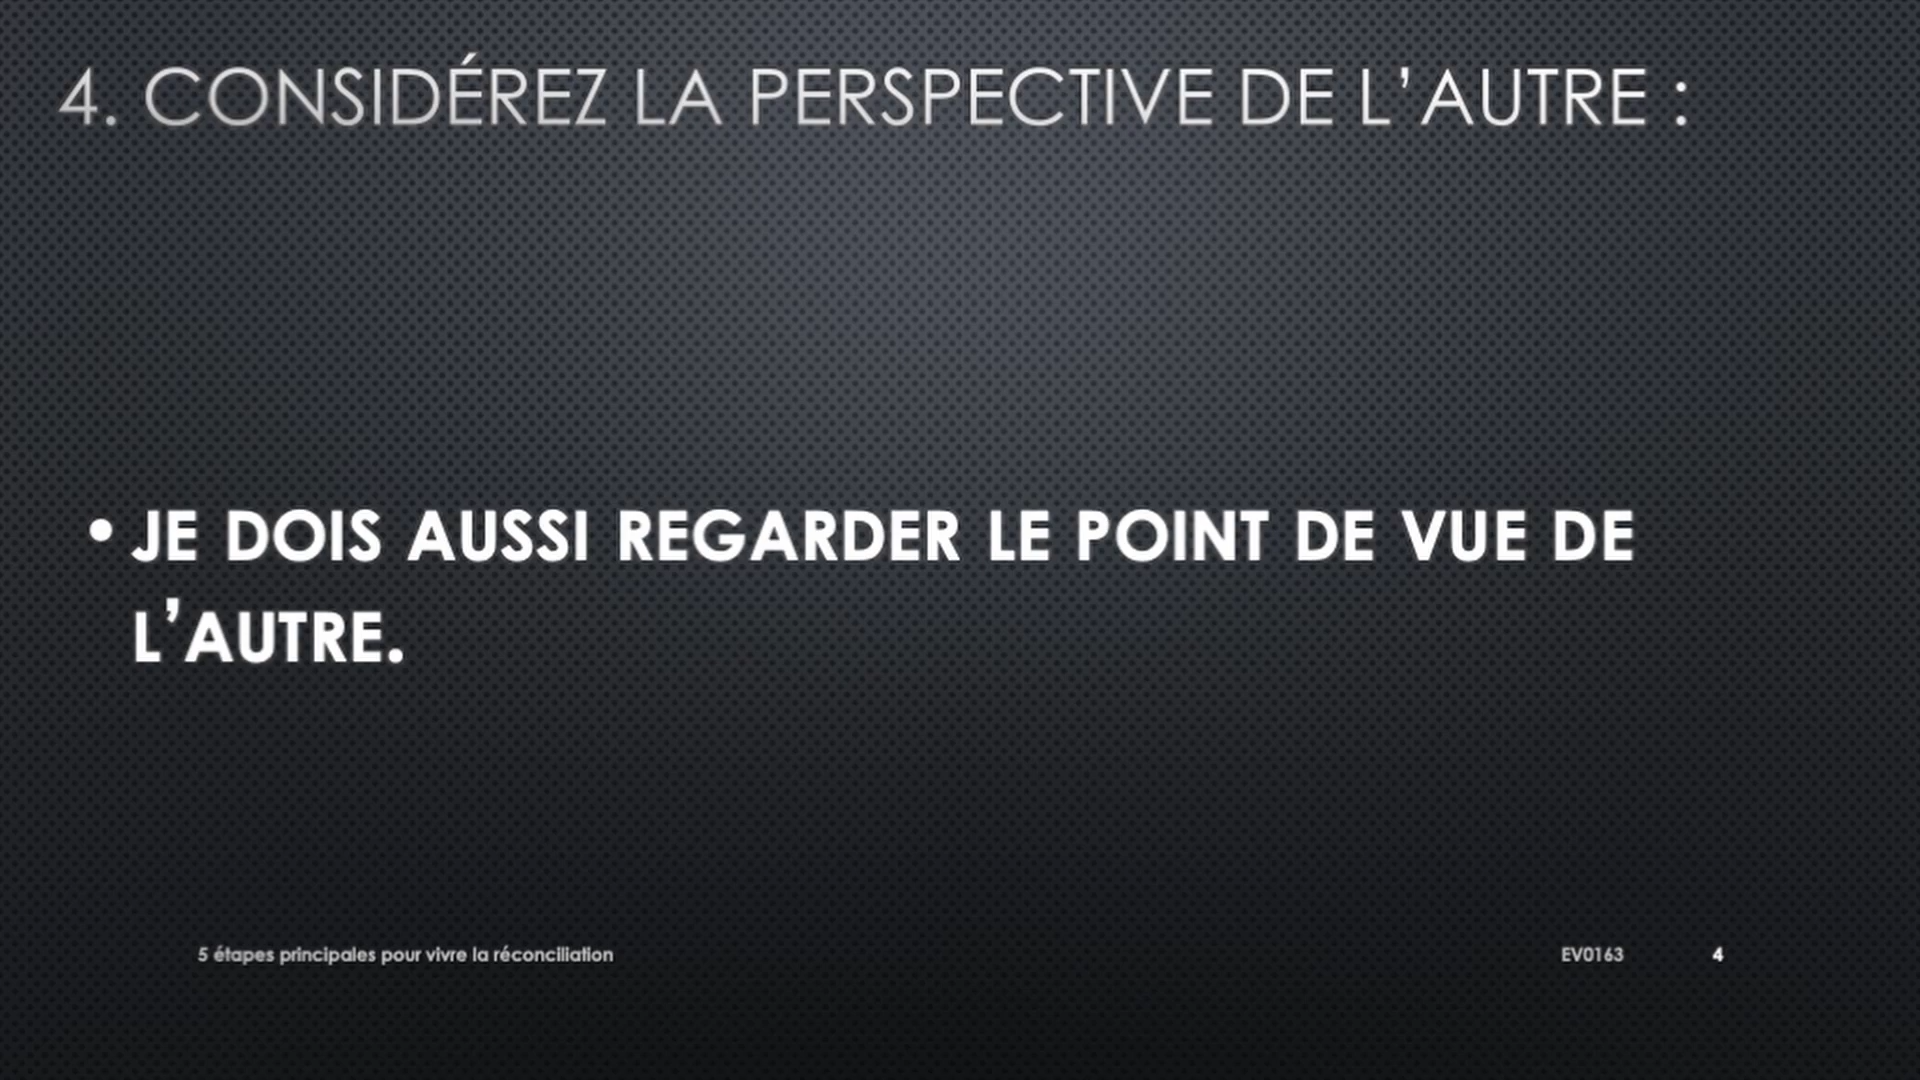 4. CONSIDÉREZ LA PERSPECTIVE DE L’AUTRE :
• JE DOIS AUSSI REGARDER LE POINT DE VUE DE
L’AUTRE.
5 étapes principales pour vivre la réconciliation
EV0163
4